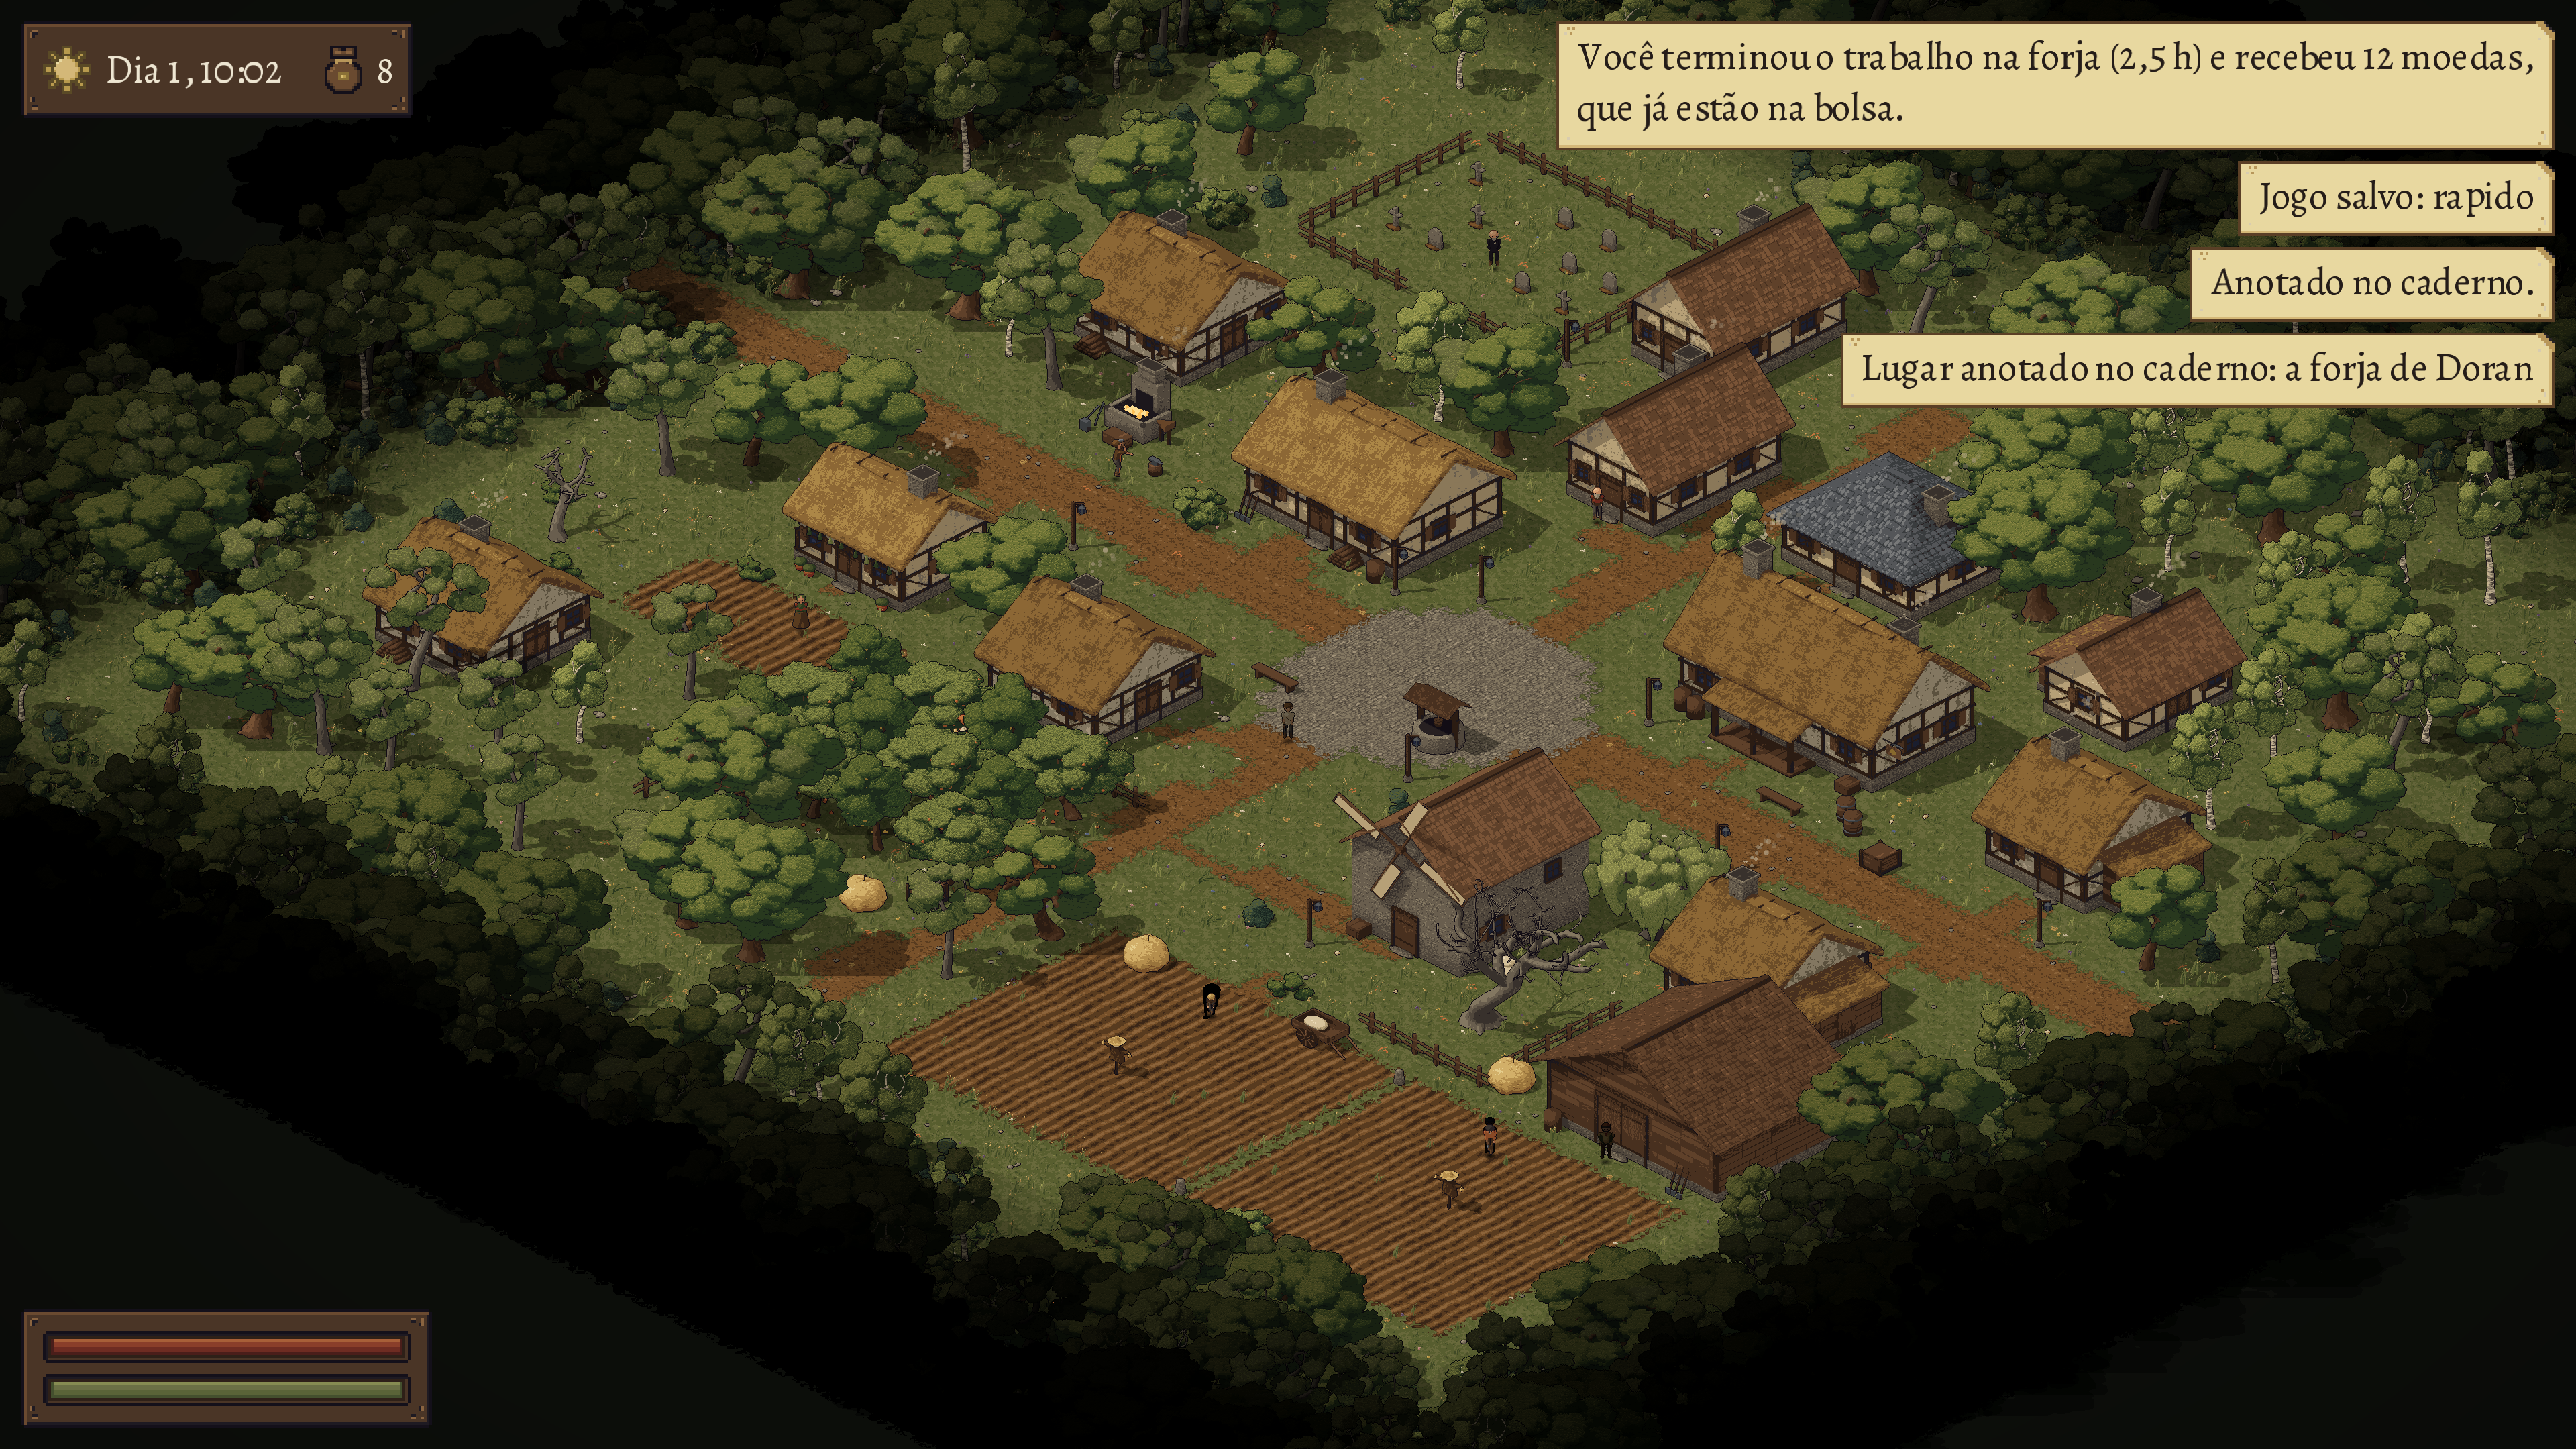 Dia 1, 10:02
8
Você terminou o trabalho na forja (2,5 h) e recebeu 12 moedas,
que já estão na bolsa.
Jogo salvo: rapido
Anotado no caderno.
Lugar anotado no caderno: a forja de Doran